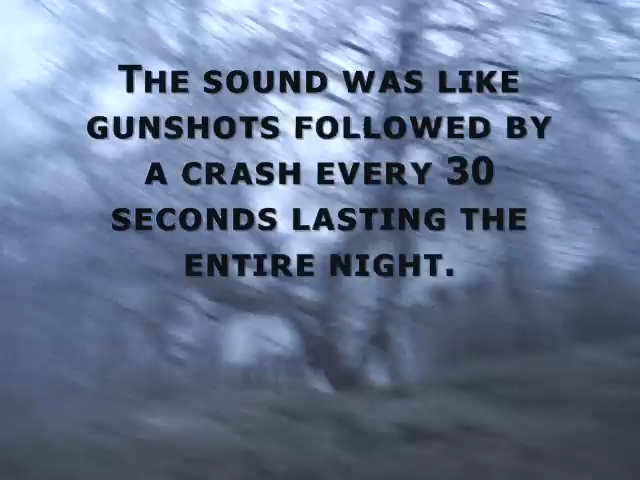 The sound was like
gunshots followed by
a crash every 30
seconds lasting the
entire night.